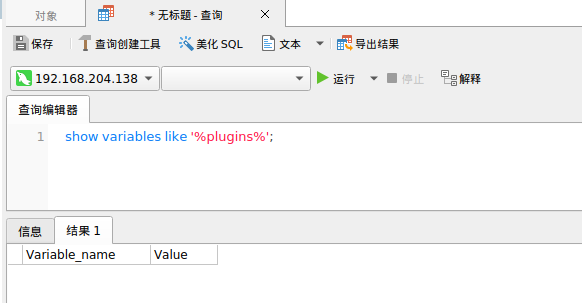 对象
* 无标题 - 查询
保存 查询创建工具 美化 SQL 文本 导出结果
192.168.204.138 运行 停止 解释
查询编辑器
1 show variables like '%plugins%';
信息 结果 1
Variable_name Value